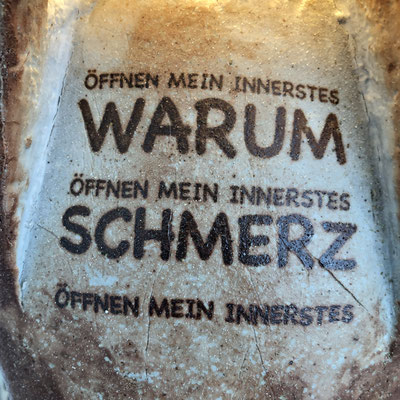 ÖFFNEN MEIN INNERSTES
WARUM
ÖFFNEN MEIN INNERSTES
SCHMERZ
ÖFFNEN MEIN INNERSTES